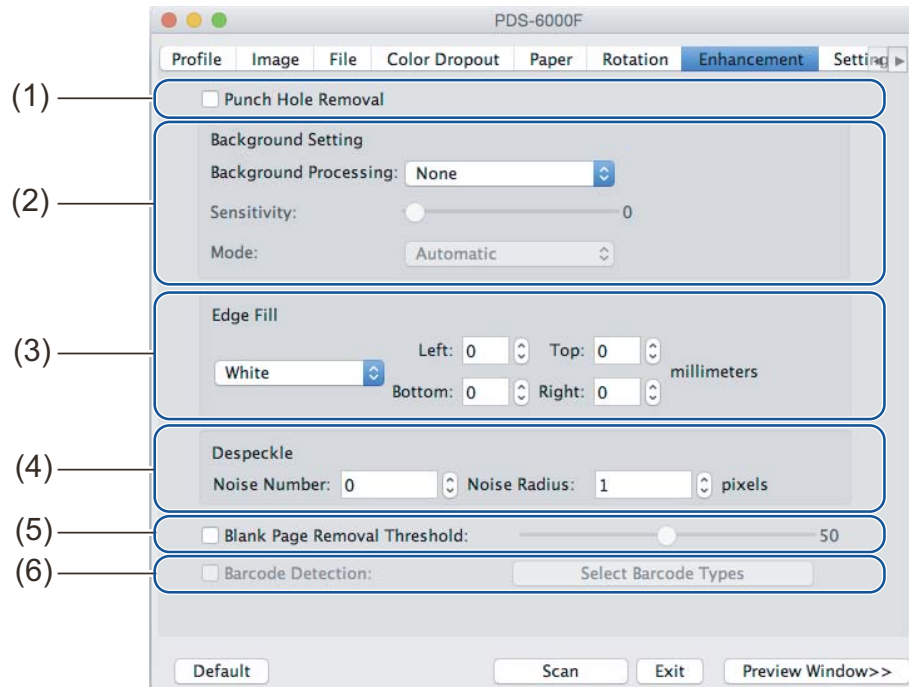 PDS-6000F
Profile Image File Color Dropout Paper Rotation Enhancement Setting
(1) Punch Hole Removal
(2) Background Setting
Background Processing: None
Sensitivity: 0
Mode: Automatic
(3) Edge Fill
Left: 0 Top: 0
White millimeters
Bottom: 0 Right: 0
(4) Despeckle
Noise Number: 0 Noise Radius: 1 pixels
(5) Blank Page Removal Threshold: 50
(6) Barcode Detection: Select Barcode Types
Default Scan Exit Preview Window>>